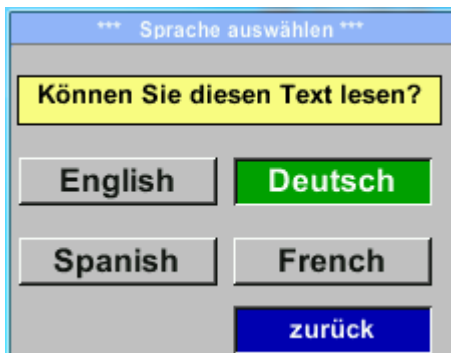 *** Sprache auswählen ***
Können Sie diesen Text lesen?
English Deutsch
Spanish French
zurück